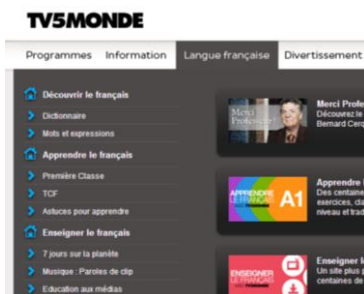 TV5MONDE
Programmes Information Langue française Divertissement
Découvrir le français
Dictionnaire
Mots et expressions
Apprendre le français
Première Classe
TCF
Astuces pour apprendre
Enseigner le français
7 jours sur la planète
Musique : Paroles de clip
Education aux médias
Merci
Professeur
Merci Profe
Découvrez le
Bernard Cerq
APPRENDRE
LE FRANÇAIS
A1
Apprendre l
Des centaine
exercices, di
niveau et trad
ENSEIGNER
LE FRANÇAIS
Enseigner l
Un site plus
centaines de